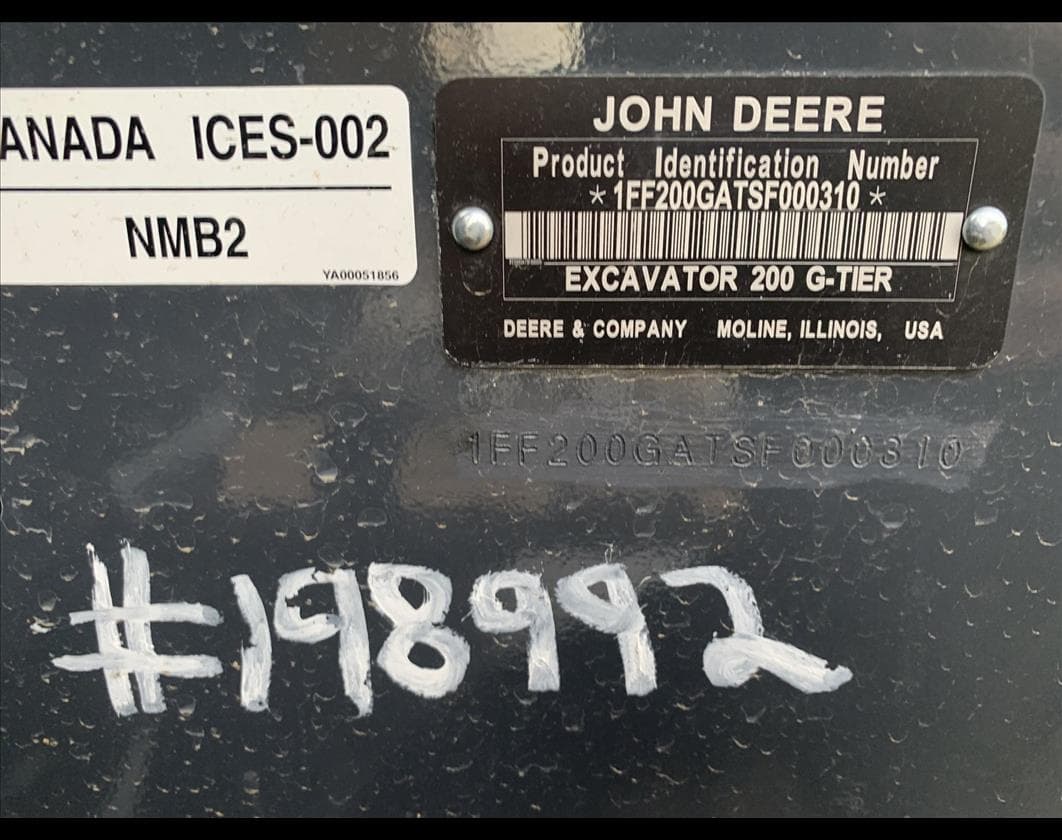 ANADA ICES-002
NMB2
YA00051856
JOHN DEERE
Product Identification Number
*1FF200GATSF000310*
EXCAVATOR 200 G-TIER
DEERE & COMPANY MOLINE, ILLINOIS, USA
1FF200GATSF000310
#198992